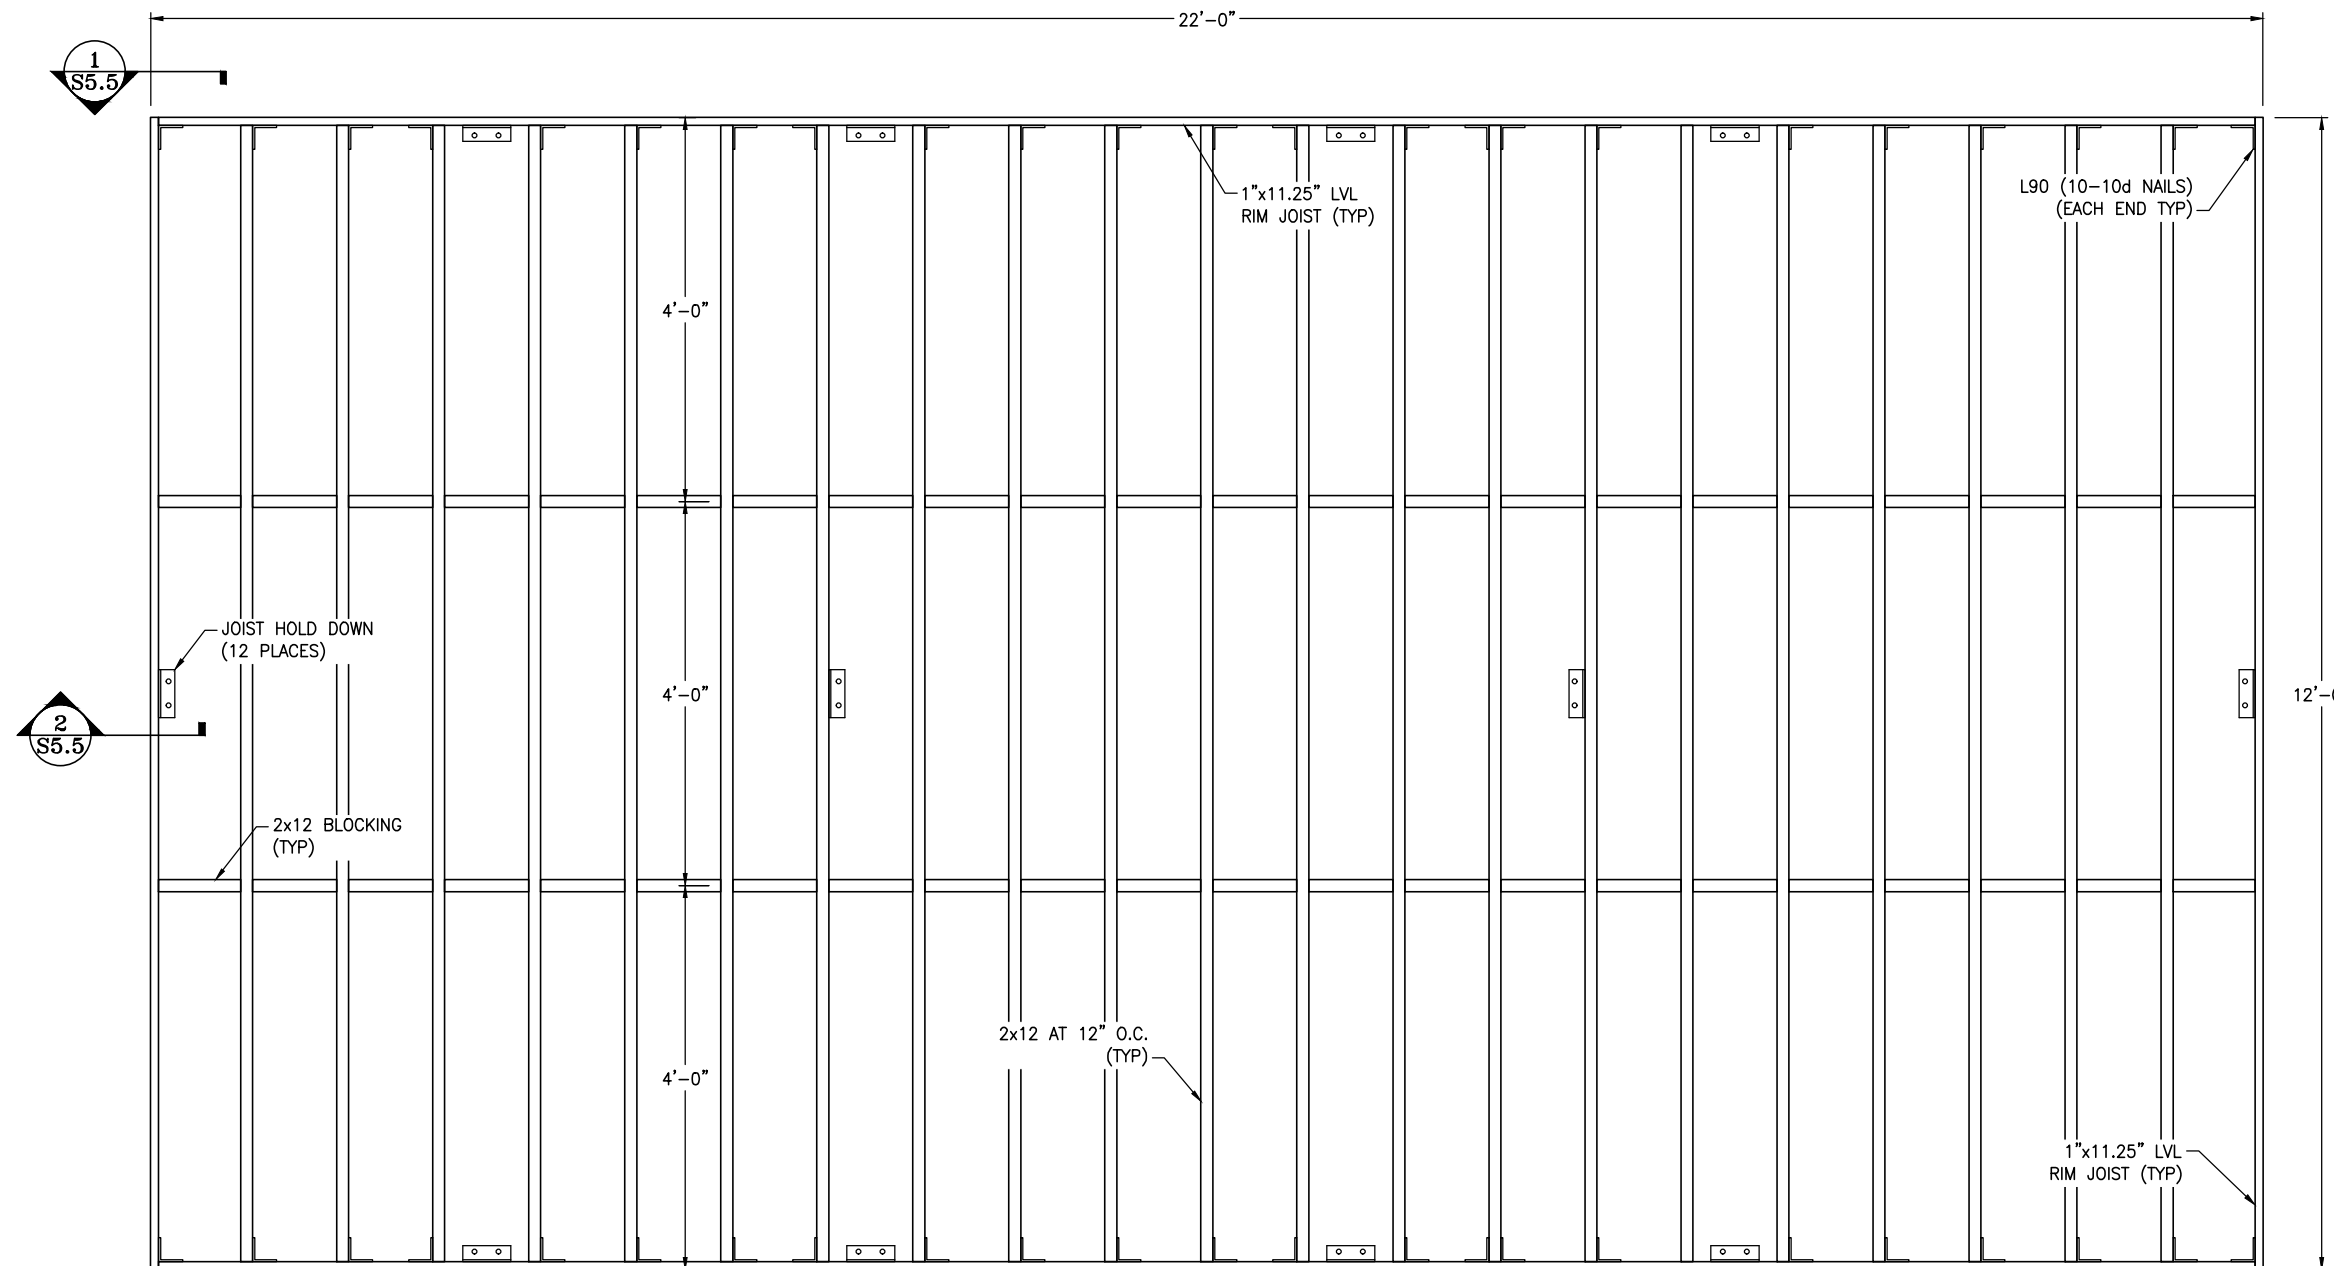 22'-0"
1
S5.5
1"x11.25" LVL
RIM JOIST (TYP)
L90 (10-10d NAILS)
(EACH END TYP)
4'-0"
JOIST HOLD DOWN
(12 PLACES)
4'-0"
12'-0
2
S5.5
2x12 BLOCKING
(TYP)
2x12 AT 12" O.C.
(TYP)
4'-0"
1"x11.25" LVL
RIM JOIST (TYP)